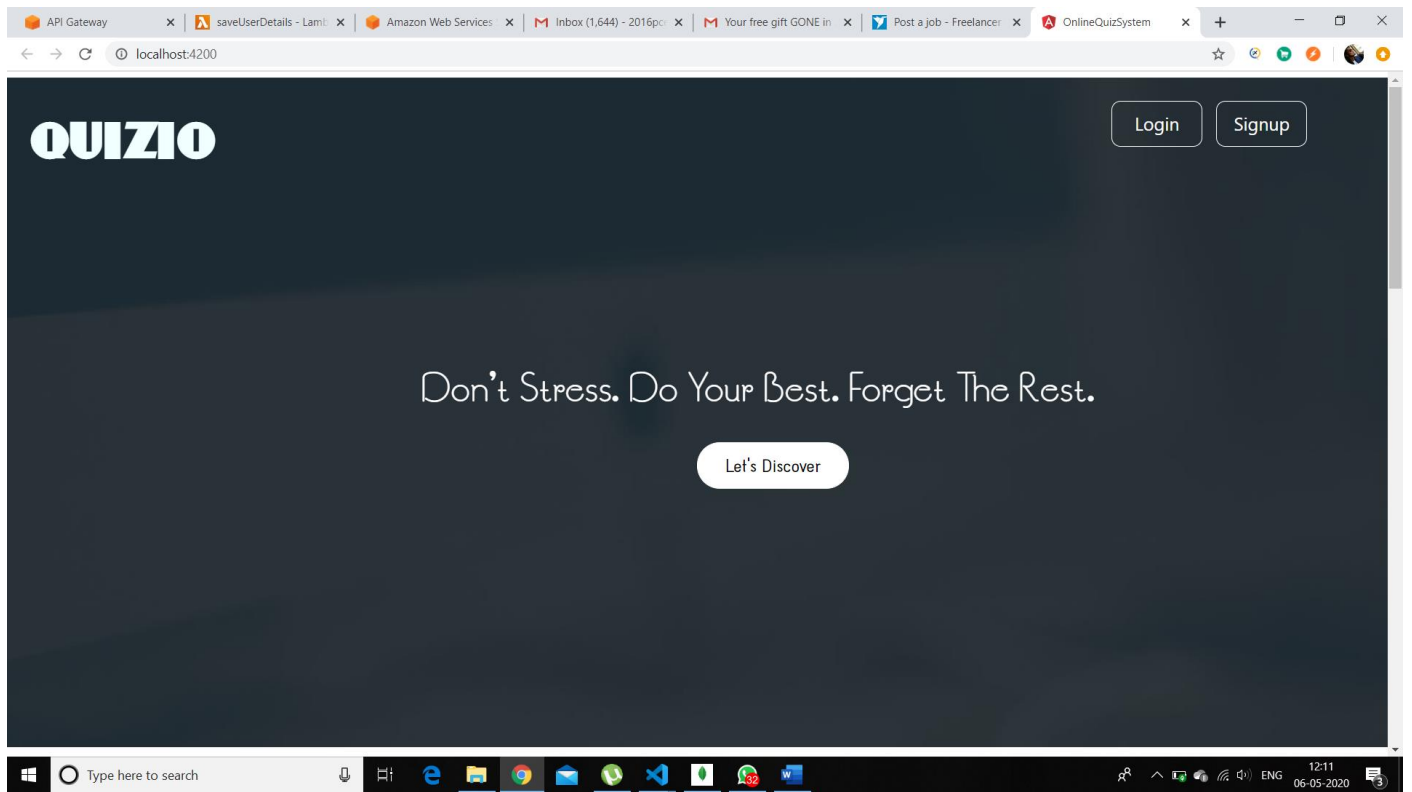 API Gateway
saveUserDetails - Lamb
Amazon Web Services
Inbox (1,644) - 2016pc
Your free gift GONE in
Post a job - Freelancer
OnlineQuizSystem
localhost:4200
QUIZIO
Login
Signup
Don't Stress. Do Your Best. Forget The Rest.
Let's Discover
Type here to search
32
ENG
12:11
06-05-2020
3